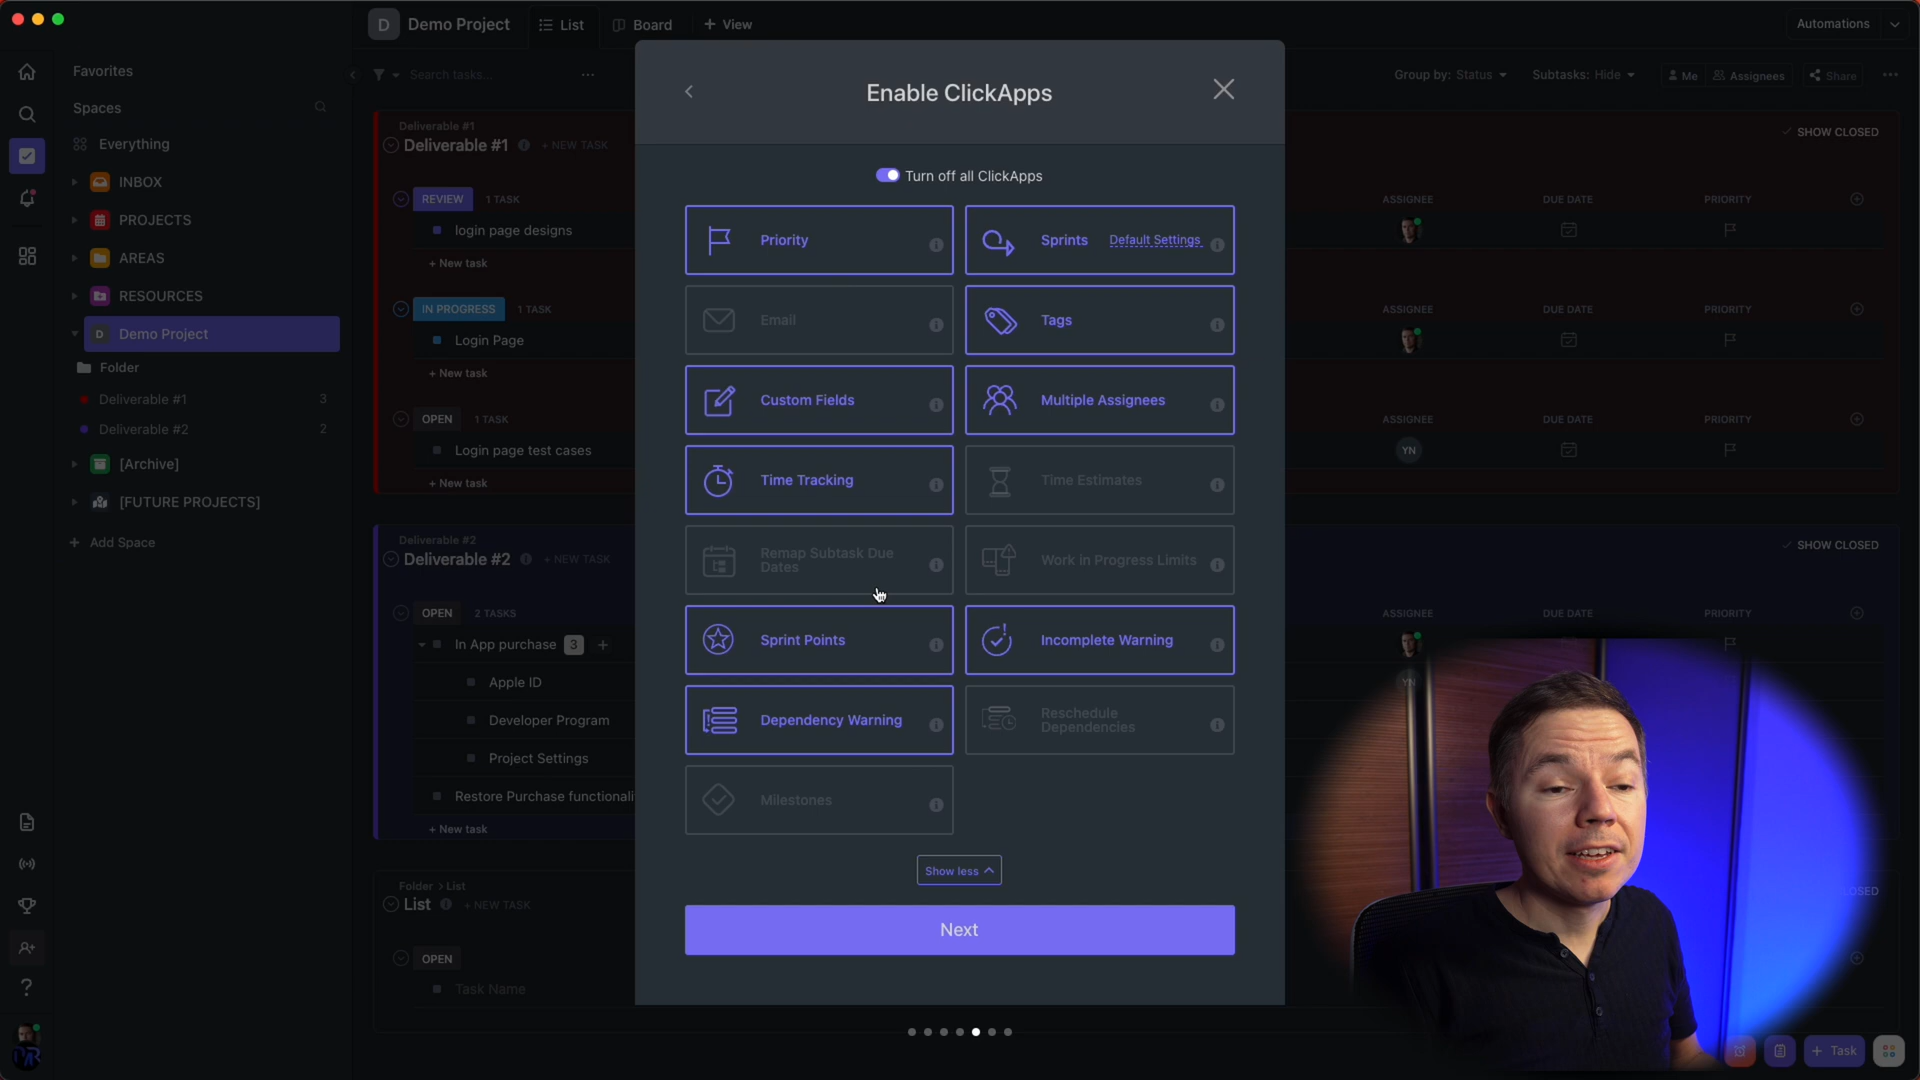 D Demo Project List Board + View Automations
Favorites
Spaces
Everything
INBOX
PROJECTS
AREAS
RESOURCES
D Demo Project
Folder
Deliverable #1 3
Deliverable #2 2
[Archive]
[FUTURE PROJECTS]
+ Add Space
Search tasks...
Group by: Status Subtasks: Hide Me Assignees Share
Deliverable #1
Deliverable #1 + NEW TASK
SHOW CLOSED
REVIEW 1 TASK ASSIGNEE DUE DATE PRIORITY
login page designs
+ New task
IN PROGRESS 1 TASK ASSIGNEE DUE DATE PRIORITY
Login Page
+ New task
OPEN 1 TASK ASSIGNEE DUE DATE PRIORITY
Login page test cases YN
+ New task
Deliverable #2
Deliverable #2 + NEW TASK
SHOW CLOSED
OPEN 2 TASKS ASSIGNEE DUE DATE PRIORITY
In App purchase 3 +
Apple ID YN
Developer Program
Project Settings
Restore Purchase functionali
+ New task
Folder > List
List + NEW TASK
OSED
OPEN
Task Name
Enable ClickApps
Turn off all ClickApps
Priority
Sprints Default Settings
Email
Tags
Custom Fields
Multiple Assignees
Time Tracking
Time Estimates
Remap Subtask Due
Dates
Work in Progress Limits
Sprint Points
Incomplete Warning
Dependency Warning
Reschedule
Dependencies
Milestones
Show less
Next
+ Task